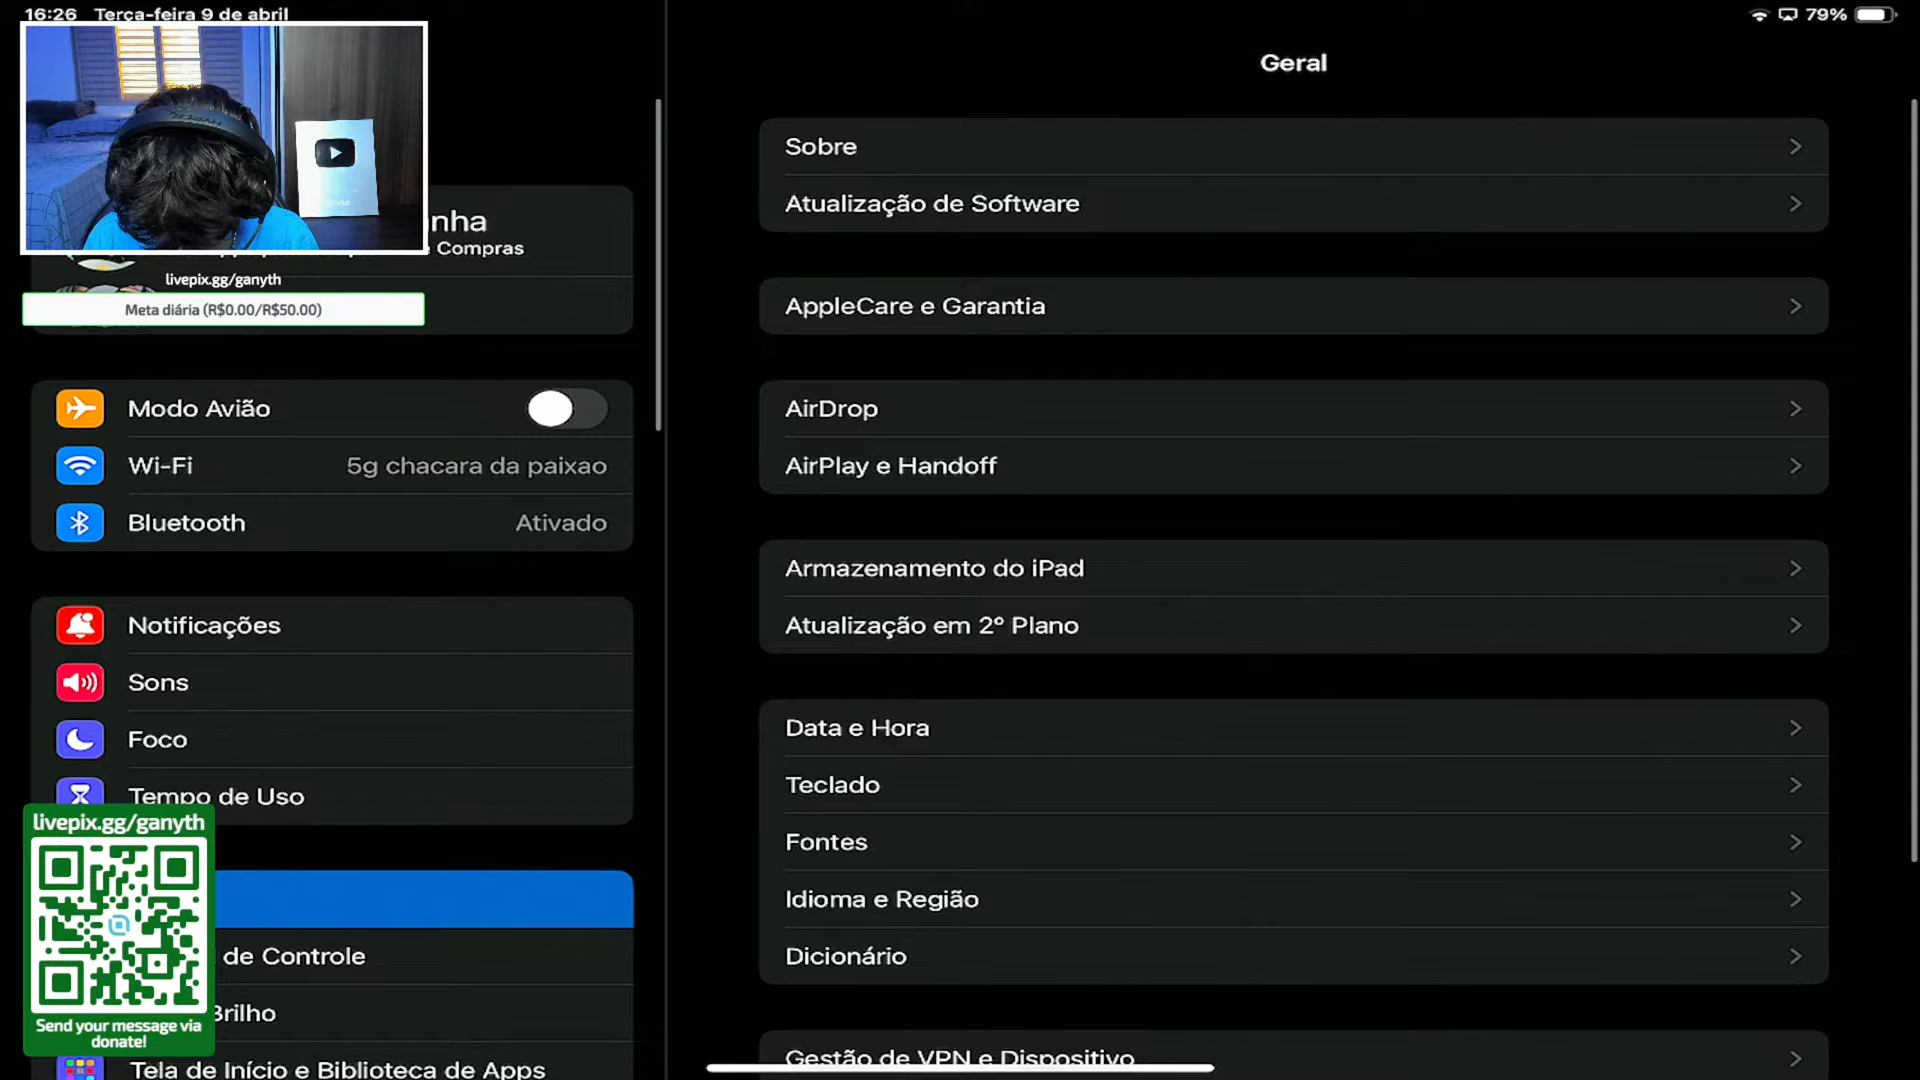 16:26 Terça-feira 9 de abril
79%
Geral
Sobre
Atualização de Software
nha
Compras
livepix.gg/ganyth
Meta diária (R$0.00/R$50.00)
AppleCare e Garantia
Modo Avião
AirDrop
Wi-Fi 5g chacara da paixao
AirPlay e Handoff
Bluetooth Ativado
Armazenamento do iPad
Notificações
Atualização em 2º Plano
Sons
Foco
Data e Hora
Tempo de Uso
Teclado
livepix.gg/ganyth
Fontes
Idioma e Região
de Controle
Dicionário
Brilho
Send your message via
donate!
Tela de Início e Biblioteca de Apps
Gestão de VPN e Dispositivo